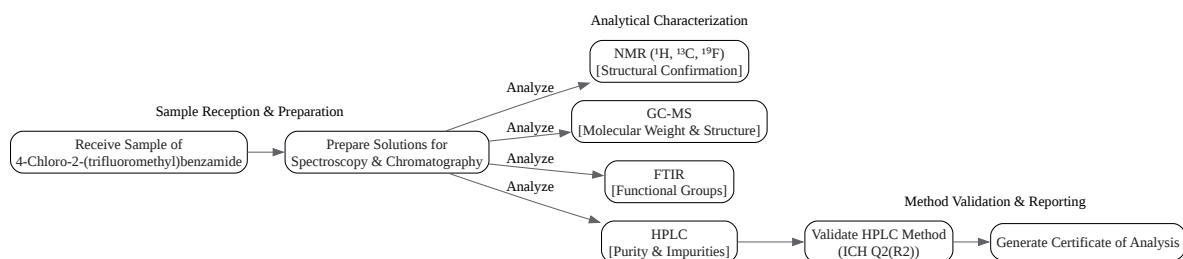 Analytical Characterization
NMR (¹H, ¹³C, ¹⁹F)
[Structural Confirmation]
Analyze
Sample Reception & Preparation
GC-MS
[Molecular Weight & Structure]
Analyze
Receive Sample of
4-Chloro-2-(trifluoromethyl)benzamide
Prepare Solutions for
Spectroscopy & Chromatography
Analyze
FTIR
[Functional Groups]
Analyze
Method Validation & Reporting
HPLC
[Purity & Impurities]
Validate HPLC Method
(ICH Q2(R2))
Generate Certificate of Analysis